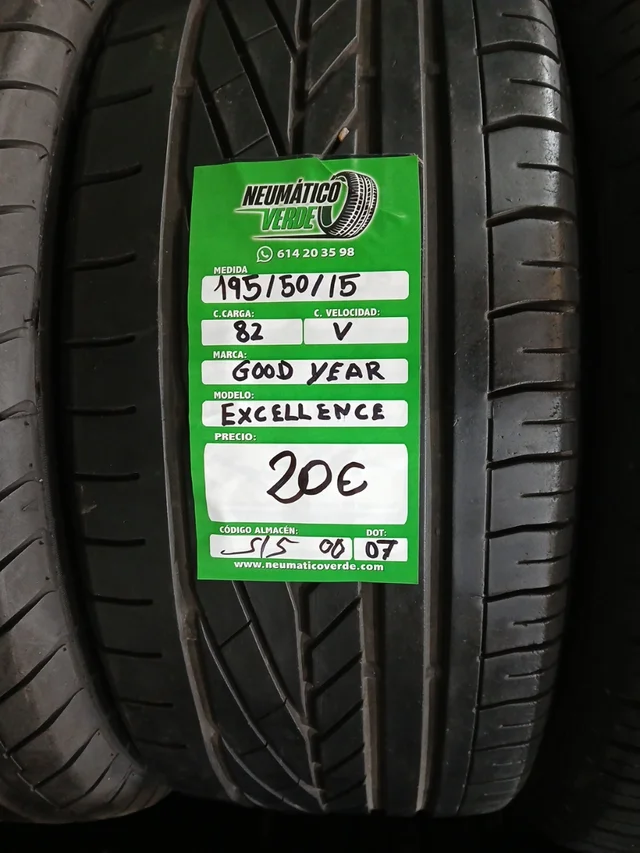 NEUMÁTICO
VERDE
614 20 35 98
MEDIDA
195/50/15
C.CARGA: C. VELOCIDAD:
82 V
MARCA:
GOOD YEAR
MODELO:
EXCELLENCE
PRECIO:
20€
CÓDIGO ALMACÉN: DOT:
07
www.neumaticoverde.com